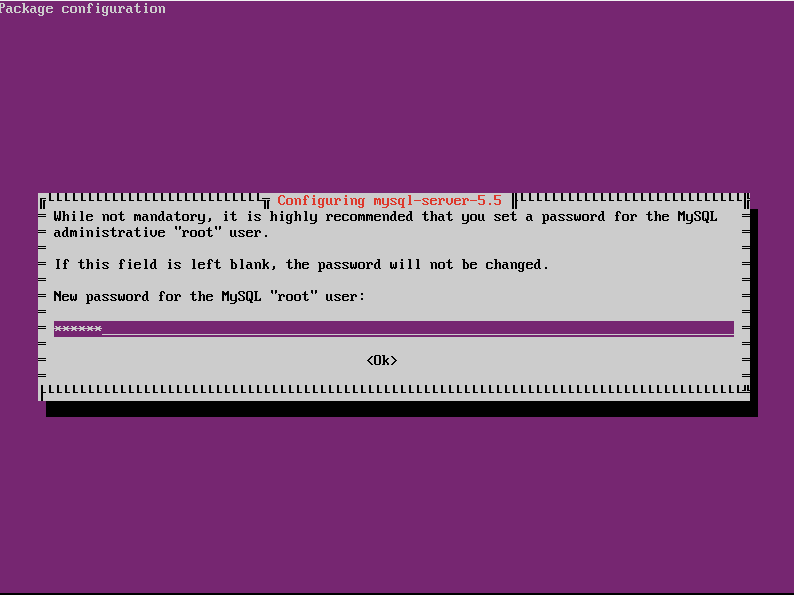 Package configuration
Configuring mysql-server-5.5
While not mandatory, it is highly recommended that you set a password for the MySQL
administrative "root" user.
If this field is left blank, the password will not be changed.
New password for the MySQL "root" user:
******
<Ok>